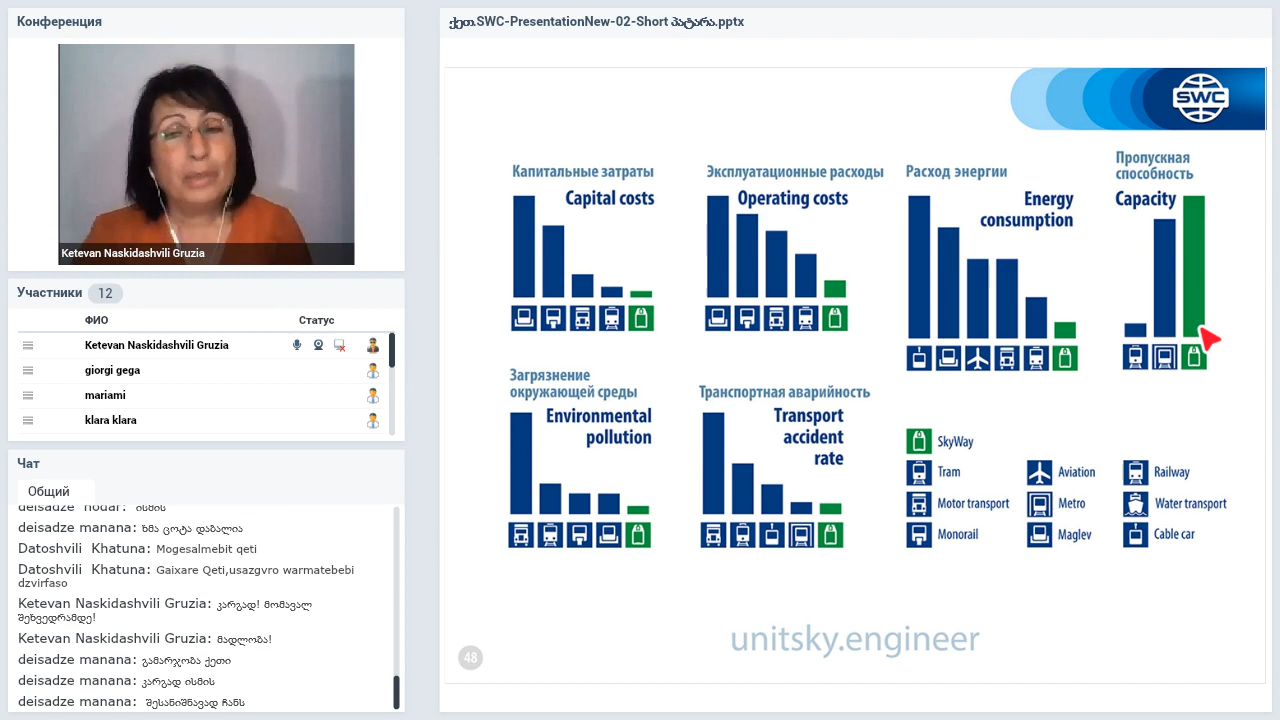 Конференция
Ketevan Naskidashvili Gruzia
Участники 12
ФИО Статус
Ketevan Naskidashvili Gruzia
giorgi gega
mariami
klara klara
Чат
Общий
deisadze nodar: ისმის
deisadze manana: ხმა ცოტა დაბალია
Datoshvili Khatuna: Mogesalmebit qeti
Datoshvili Khatuna: Gaixare Qeti,usazgvro warmatebebi
dzvirfaso
Ketevan Naskidashvili Gruzia: კარგად! მომავალ
შეხვედრამდე!
Ketevan Naskidashvili Gruzia: მადლობა!
deisadze manana: გამარჯობა ქეთი
deisadze manana: კარგად ისმის
deisadze manana: შესანიშნავად ჩანს
ქეთ.SWC-PresentationNew-02-Short პატარა.pptx
SWC
Капитальные затраты
Capital costs
Эксплуатационные расходы
Operating costs
Расход энергии
Energy
consumption
Пропускная
способность
Capacity
Загрязнение
окружающей среды
Environmental
pollution
Транспортная аварийность
Transport
accident
rate
SkyWay
Tram
Aviation
Railway
Motor transport
Metro
Water transport
Monorail
Maglev
Cable car
unitsky.engineer
48